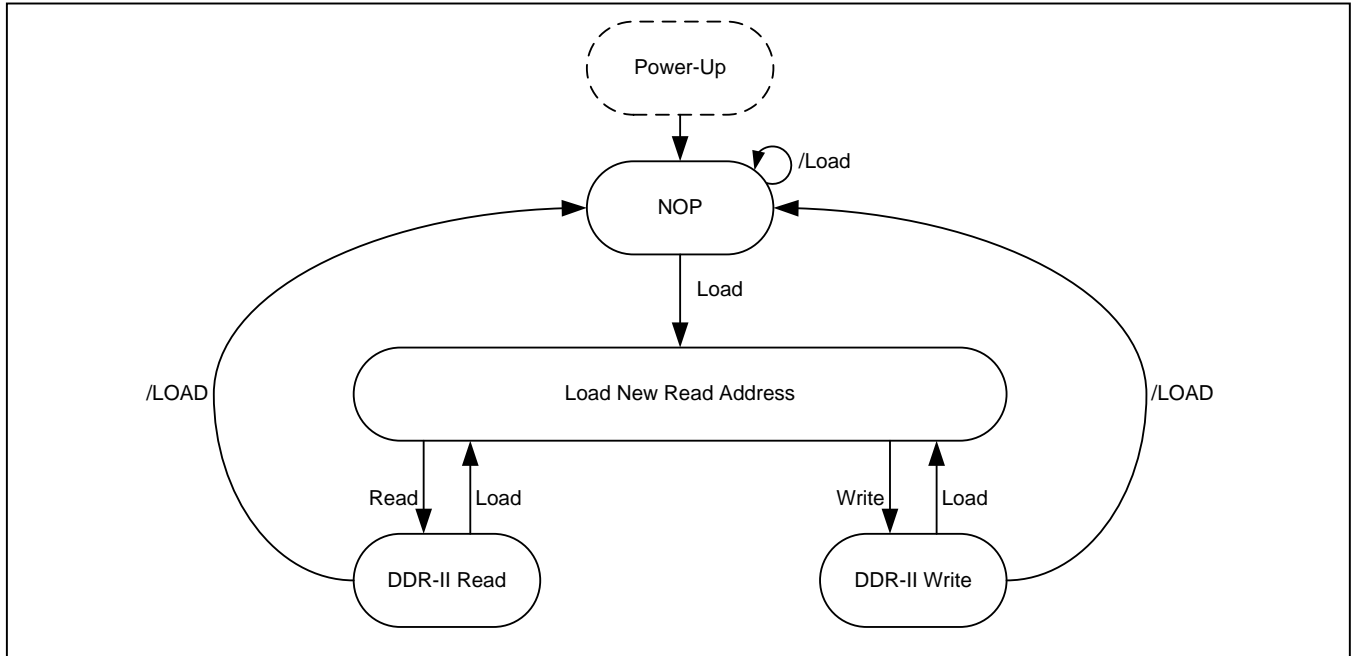 Power-Up
/Load
NOP
Load
/LOAD
Load New Read Address
/LOAD
Read
Load
Write
Load
DDR-II Read
DDR-II Write